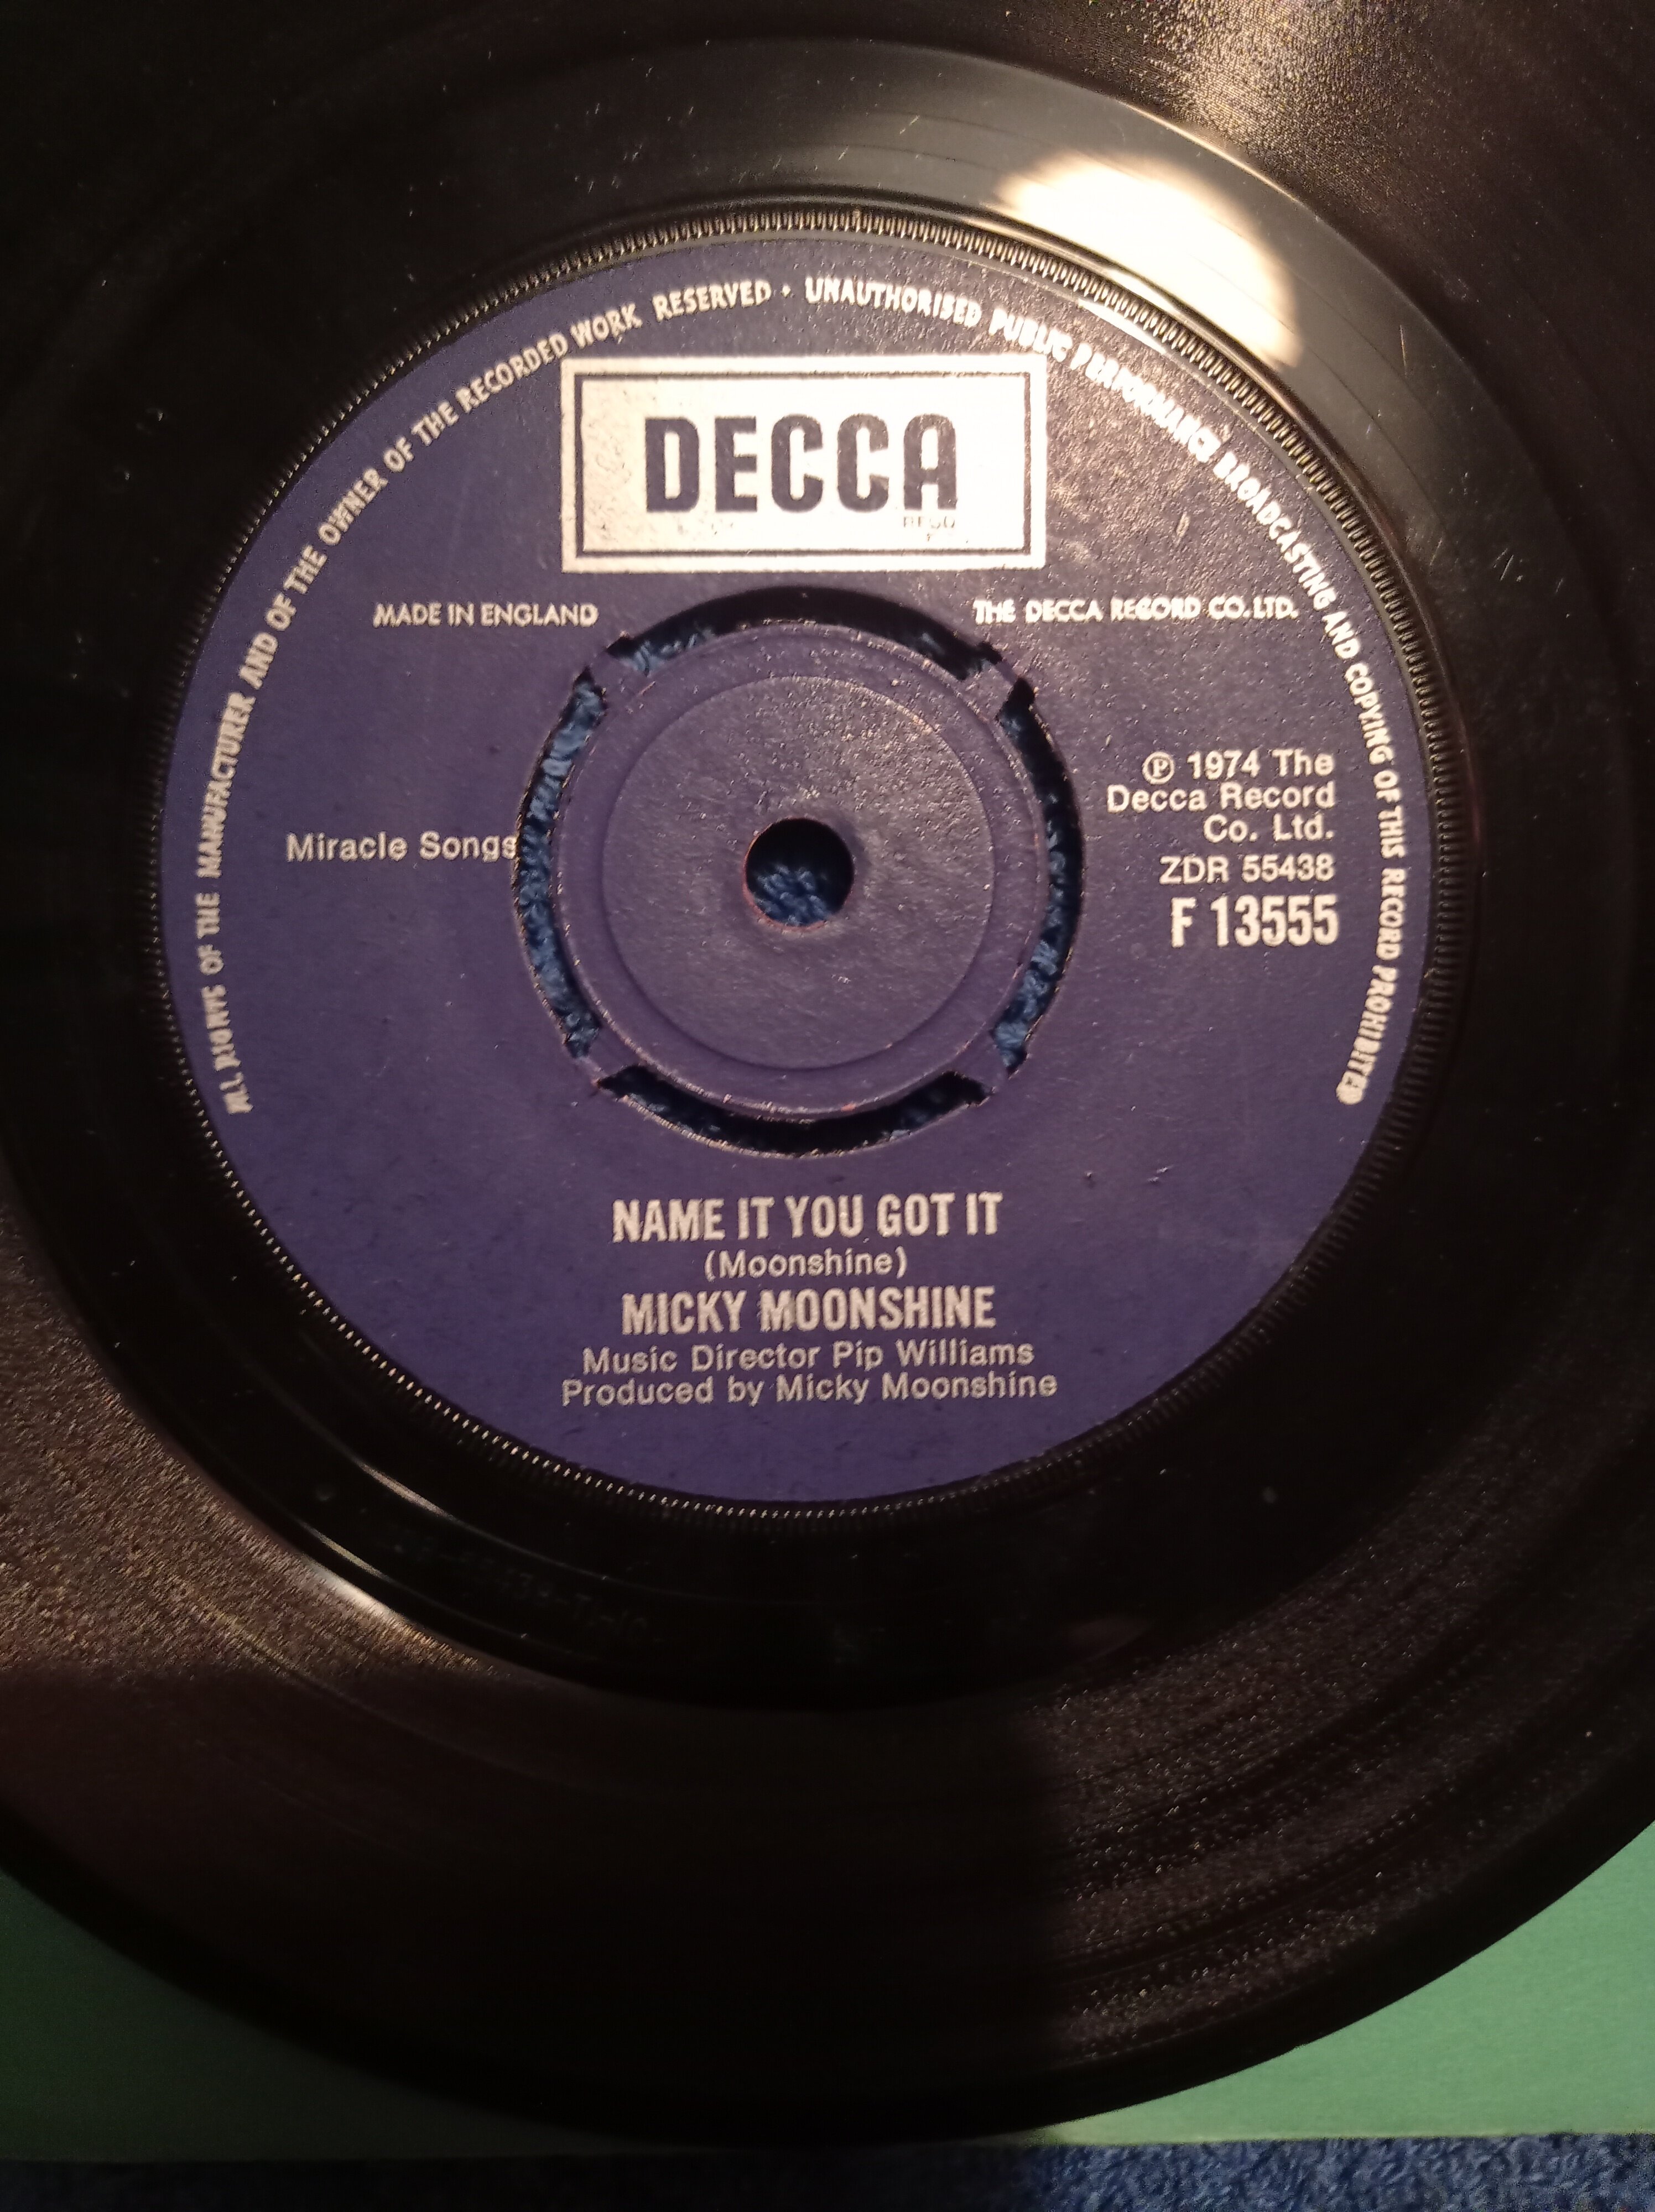 ALL RIGHTS OF THE MANUFACTURER AND OF THE OWNER OF THE RECORDED WORK RESERVED · UNAUTHORISED PUBLIC PERFORMANCE BROADCASTING AND COPYING OF THIS RECORD PROHIBITED
DECCA
MADE IN ENGLAND
THE DECCA RECORD CO. LTD.
Miracle Songs
℗ 1974 The
Decca Record
Co. Ltd.
ZDR 55438
F 13555
NAME IT YOU GOT IT
(Moonshine)
MICKY MOONSHINE
Music Director Pip Williams
Produced by Micky Moonshine